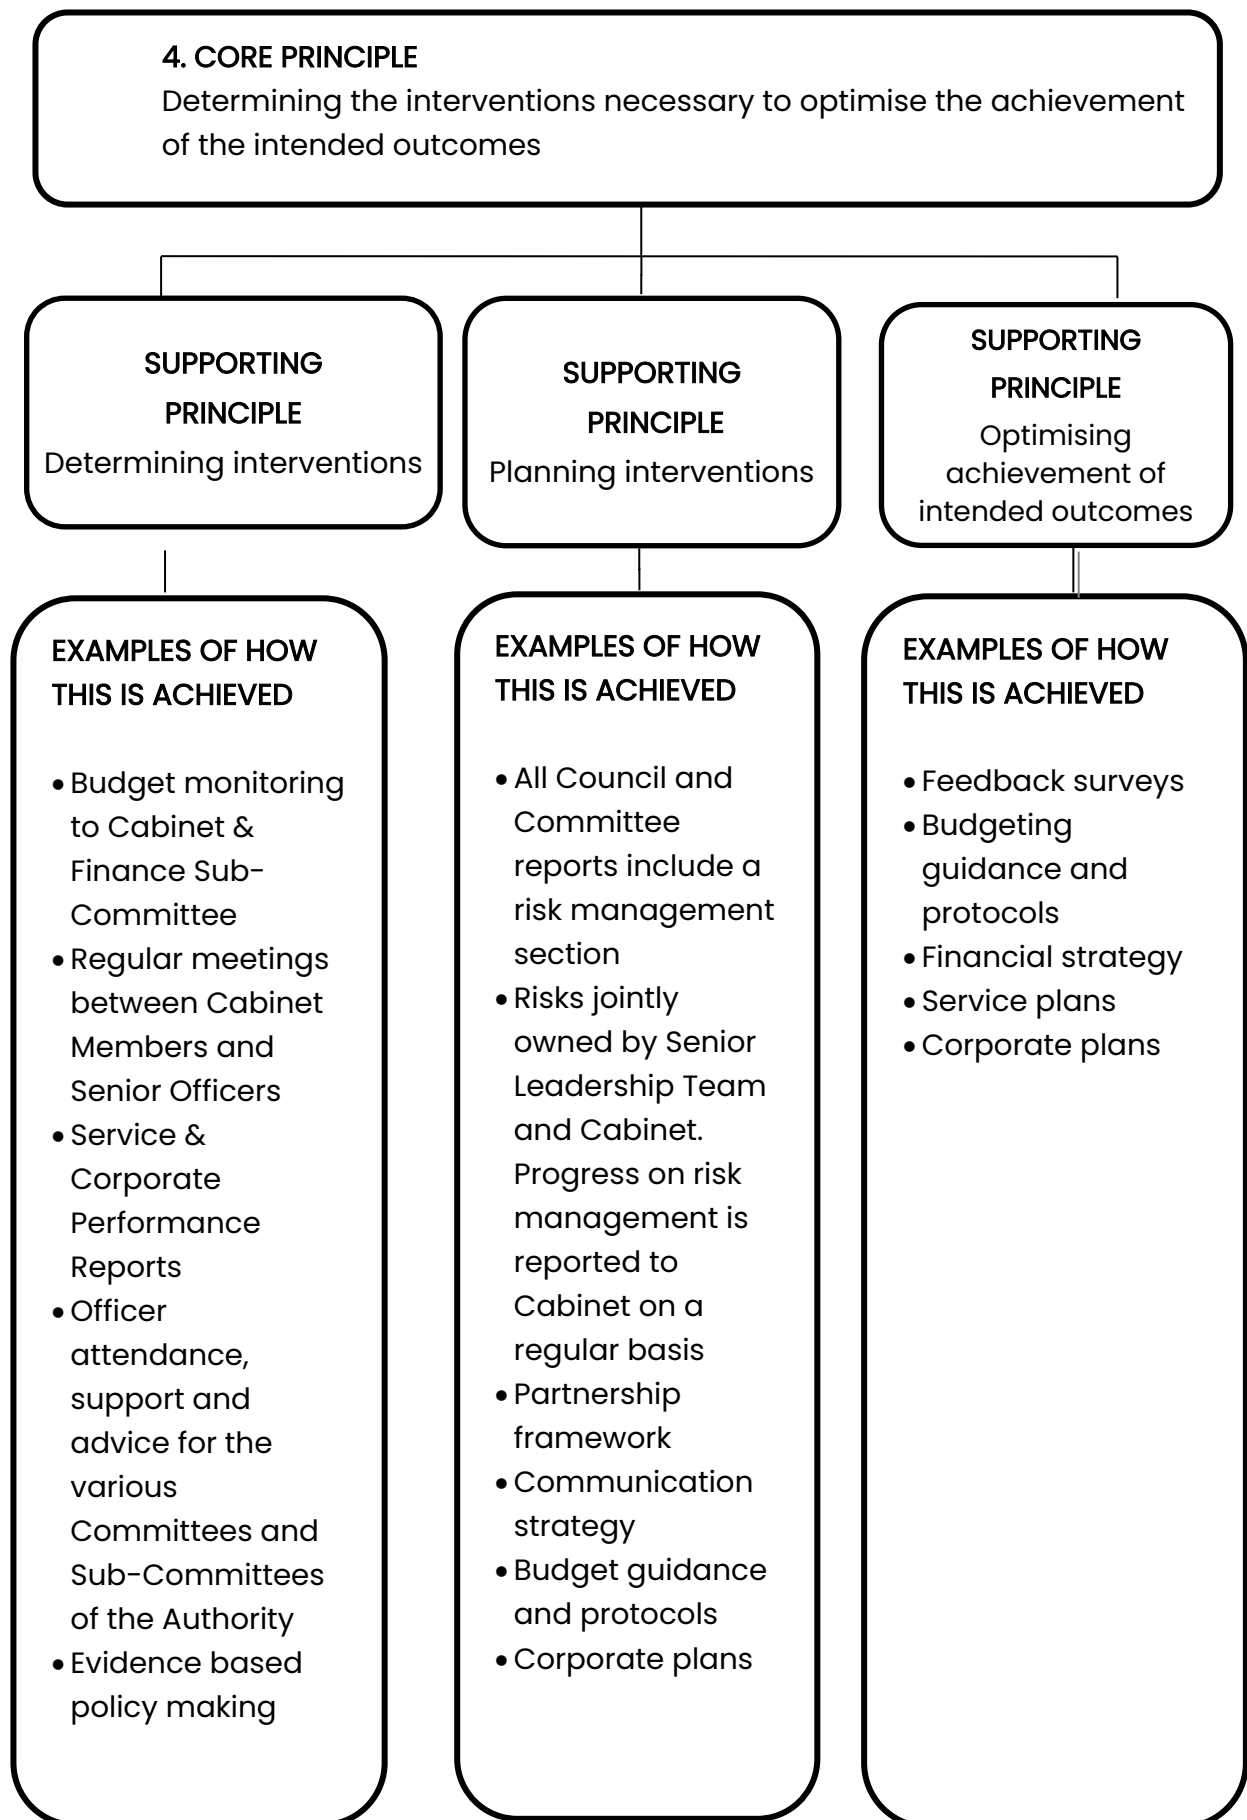 4. CORE PRINCIPLE
Determining the interventions necessary to optimise the achievement
of the intended outcomes
SUPPORTING
PRINCIPLE
Determining interventions
SUPPORTING
PRINCIPLE
Planning interventions
SUPPORTING
PRINCIPLE
Optimising
achievement of
intended outcomes
EXAMPLES OF HOW
THIS IS ACHIEVED
• Budget monitoring
to Cabinet &
Finance Sub-
Committee
• Regular meetings
between Cabinet
Members and
Senior Officers
• Service &
Corporate
Performance
Reports
• Officer
attendance,
support and
advice for the
various
Committees and
Sub-Committees
of the Authority
• Evidence based
policy making
EXAMPLES OF HOW
THIS IS ACHIEVED
• All Council and
Committee
reports include a
risk management
section
• Risks jointly
owned by Senior
Leadership Team
and Cabinet.
Progress on risk
management is
reported to
Cabinet on a
regular basis
• Partnership
framework
• Communication
strategy
• Budget guidance
and protocols
• Corporate plans
EXAMPLES OF HOW
THIS IS ACHIEVED
• Feedback surveys
• Budgeting
guidance and
protocols
• Financial strategy
• Service plans
• Corporate plans